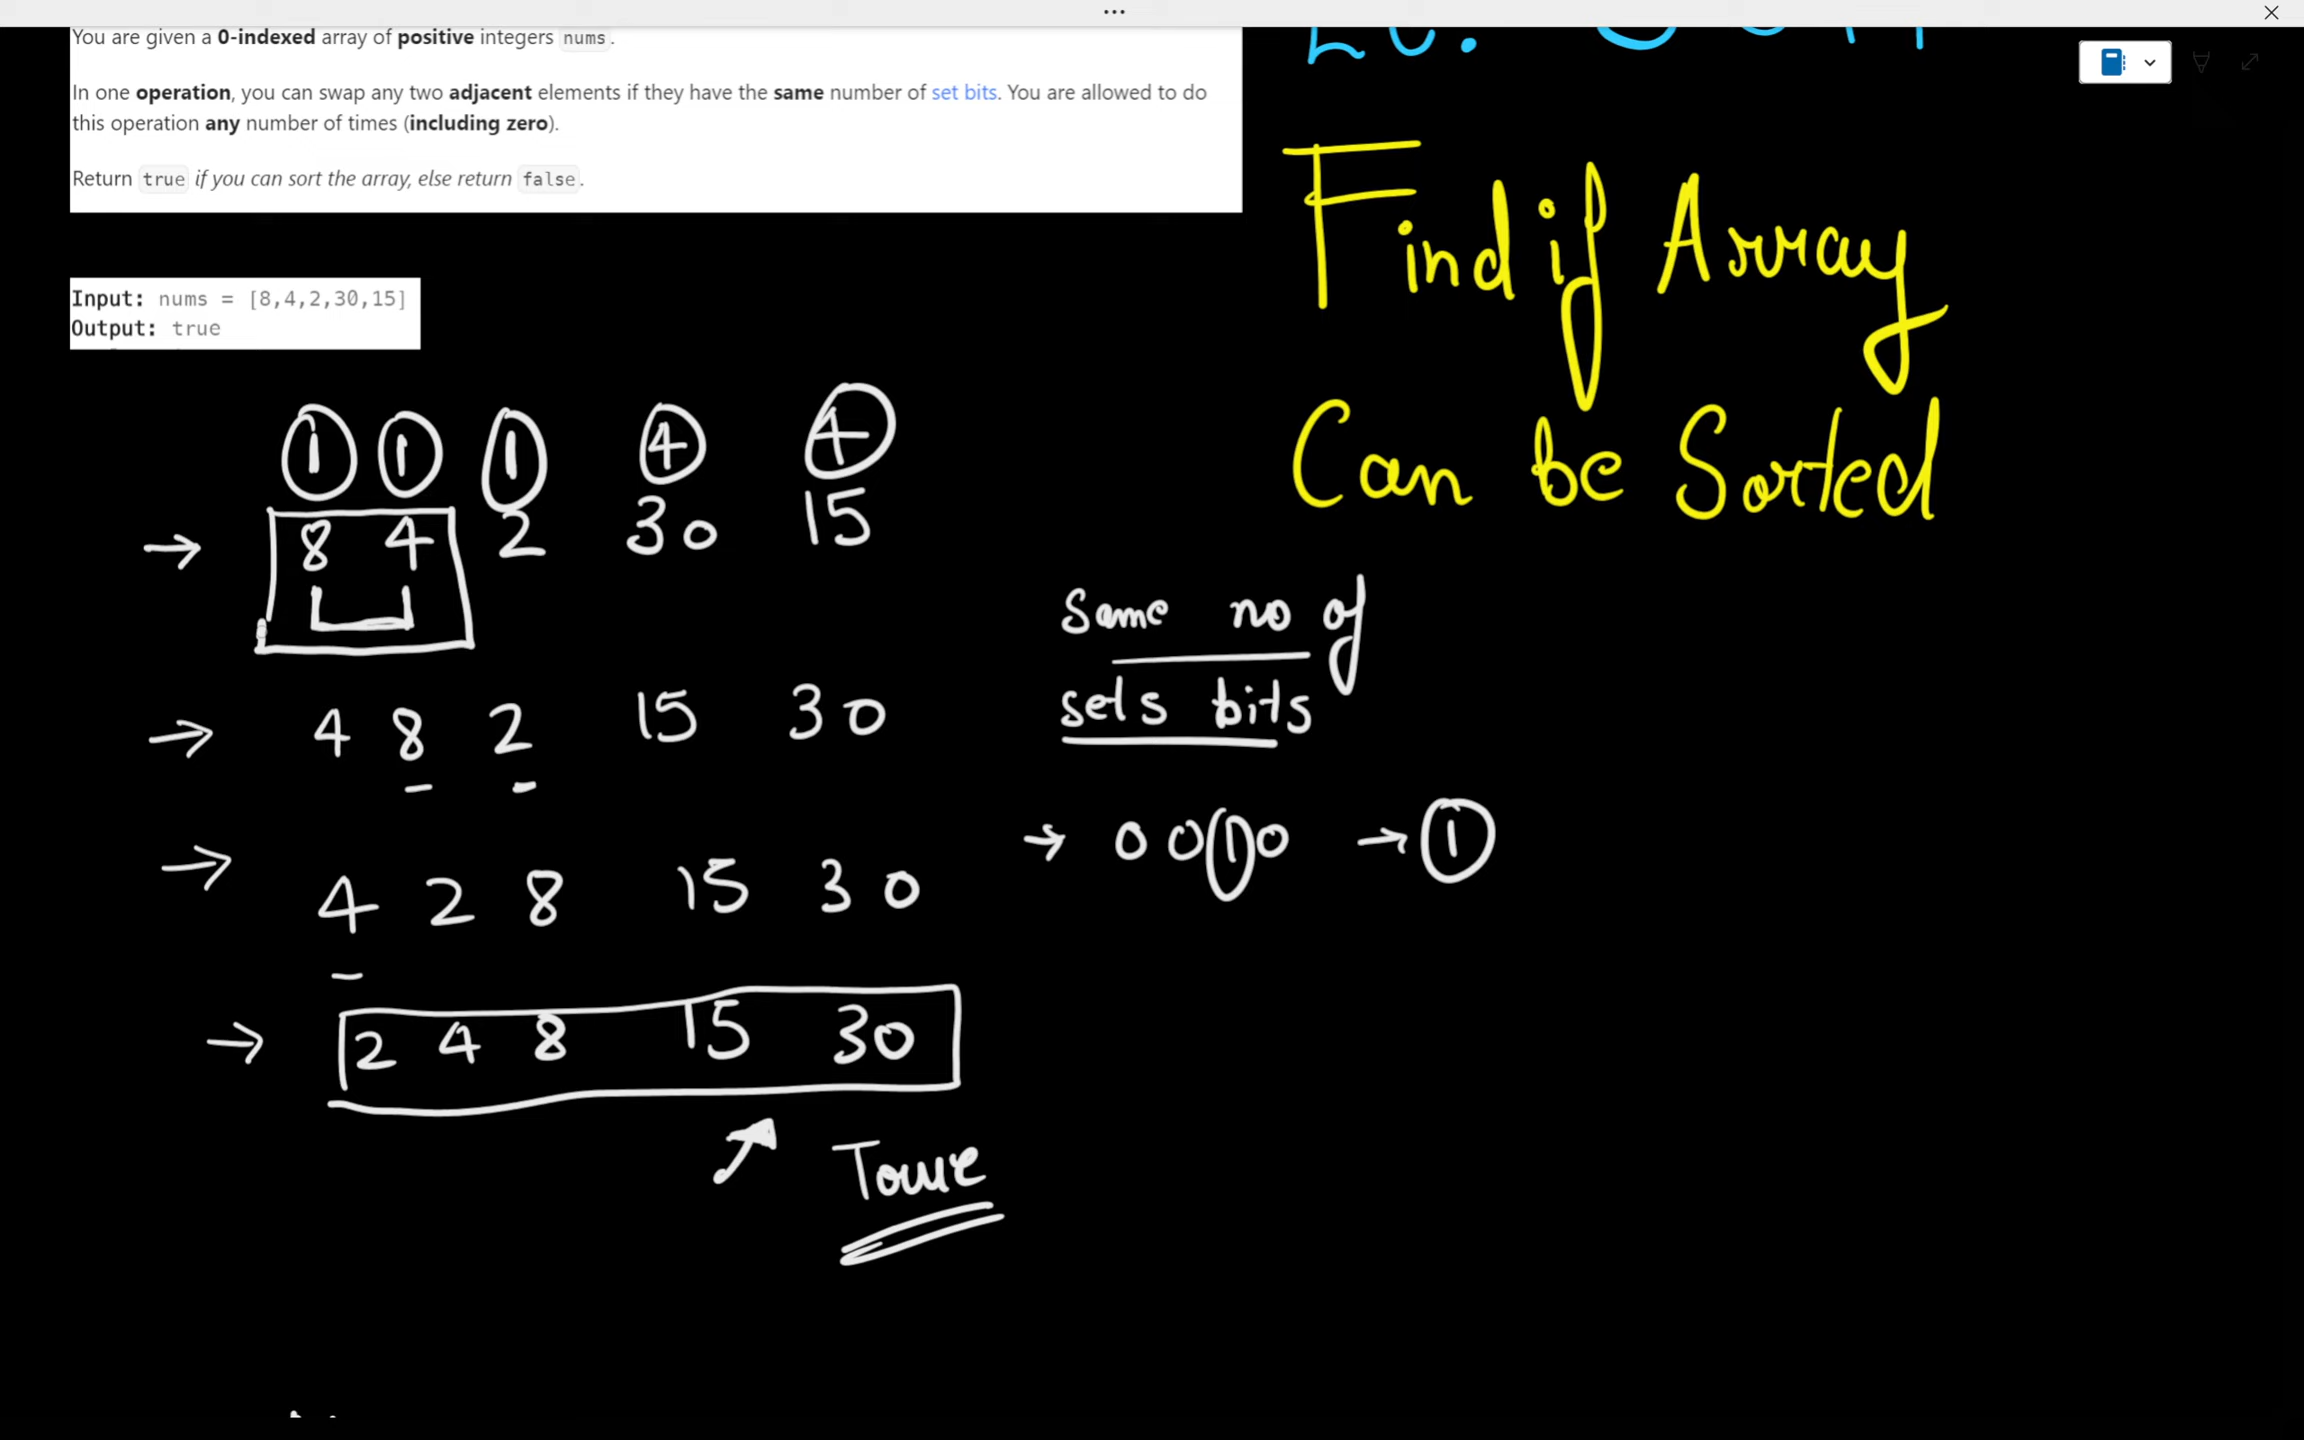 You are given a 0-indexed array of positive integers nums.
In one operation, you can swap any two adjacent elements if they have the same number of set bits. You are allowed to do
this operation any number of times (including zero).
Return true if you can sort the array, else return false.
Find if Array
Can be Sorted
Input: nums = [8,4,2,30,15]
Output: true
1 1 1 4 4
→ 8 4 2 30 15
Same no of
sets bits
→ 4 8 2 15 30
→ 0010 → 1
→ 4 2 8 15 30
→ 2 4 8 15 30
True